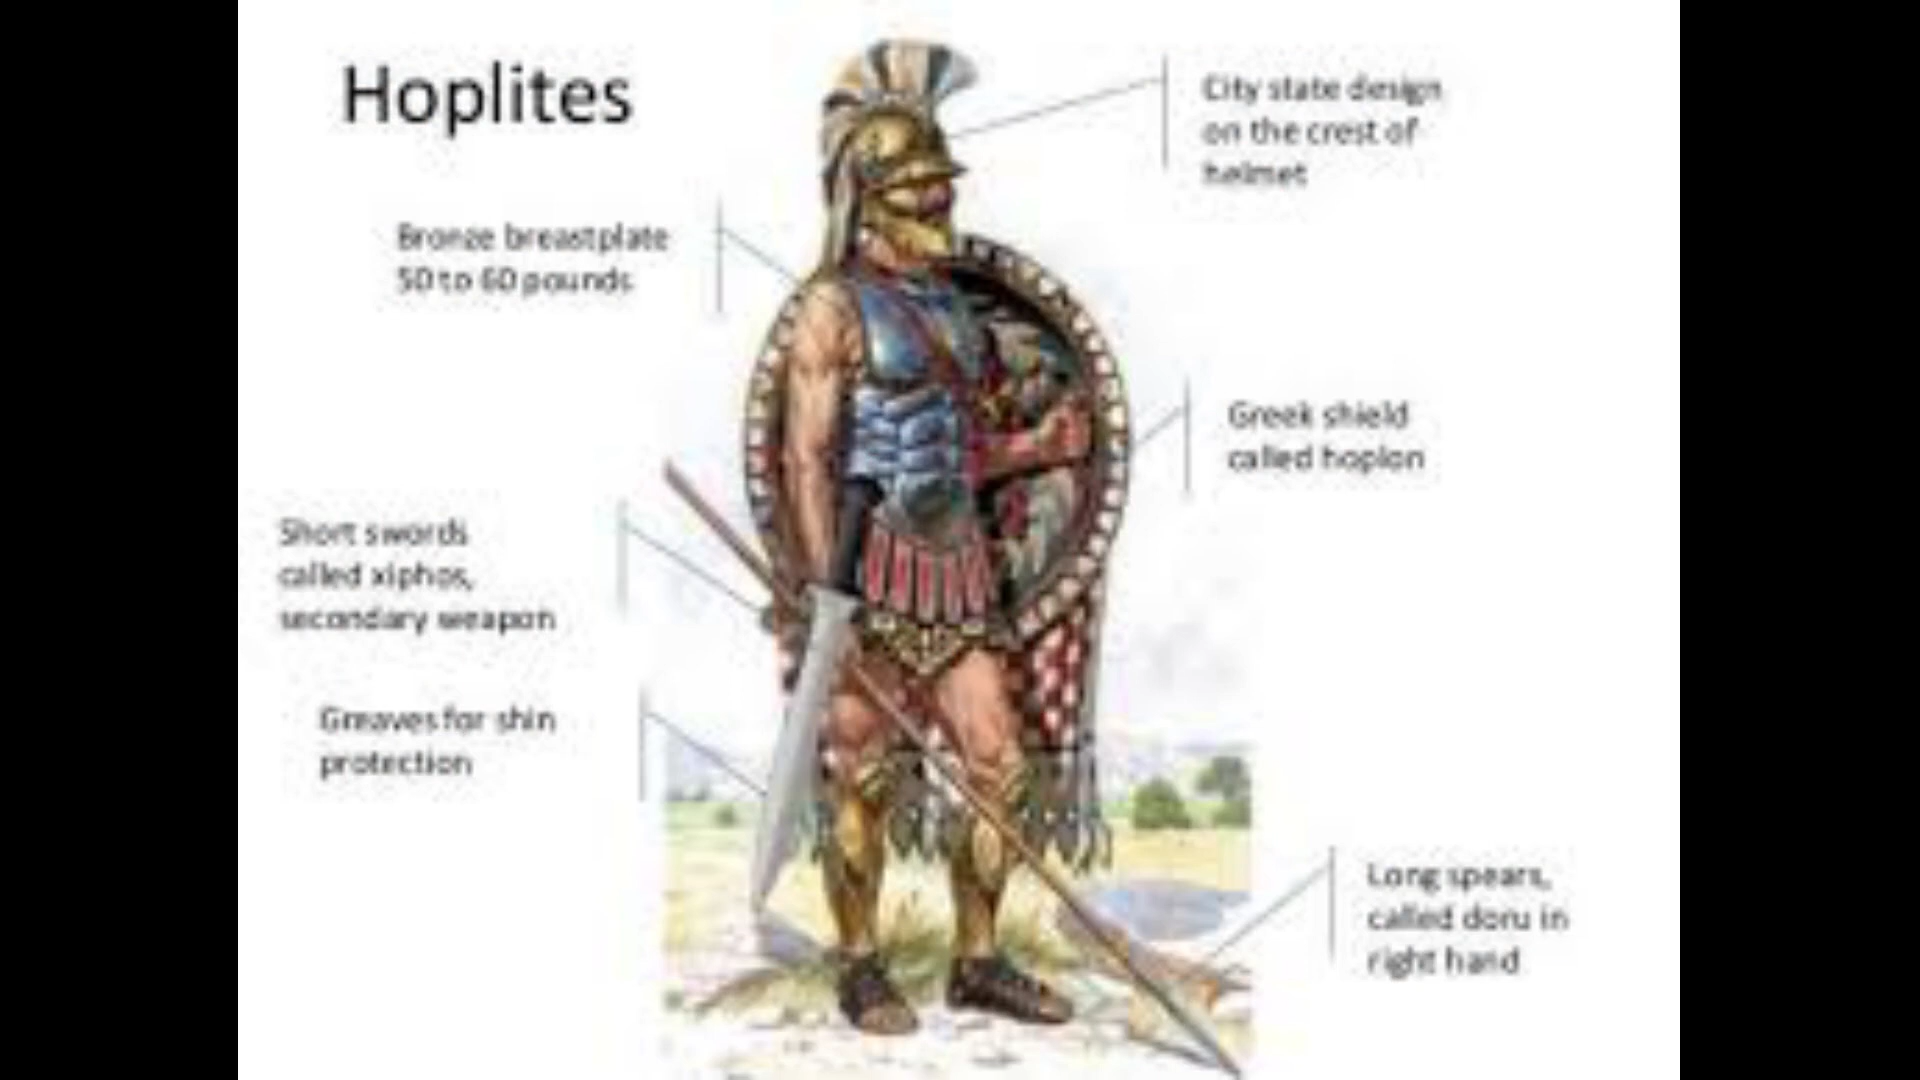 Hoplites
City state design
on the crest of
helmet
Bronze breastplate
50 to 60 pounds
Greek shield
called hoplon
Short swords
called xiphos,
secondary weapon
Greaves for shin
protection
Long spears,
called doru in
right hand